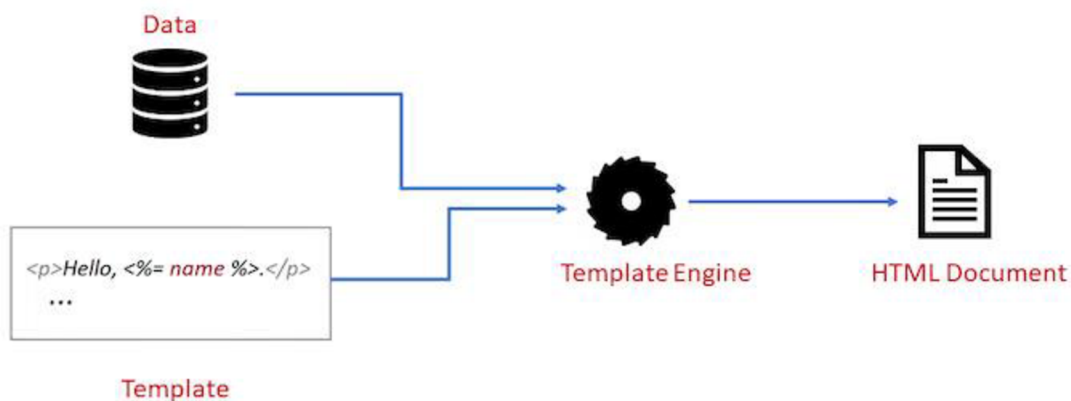 Data
<p>Hello, <%= name %>.</p>
...
Template
Template Engine
HTML Document